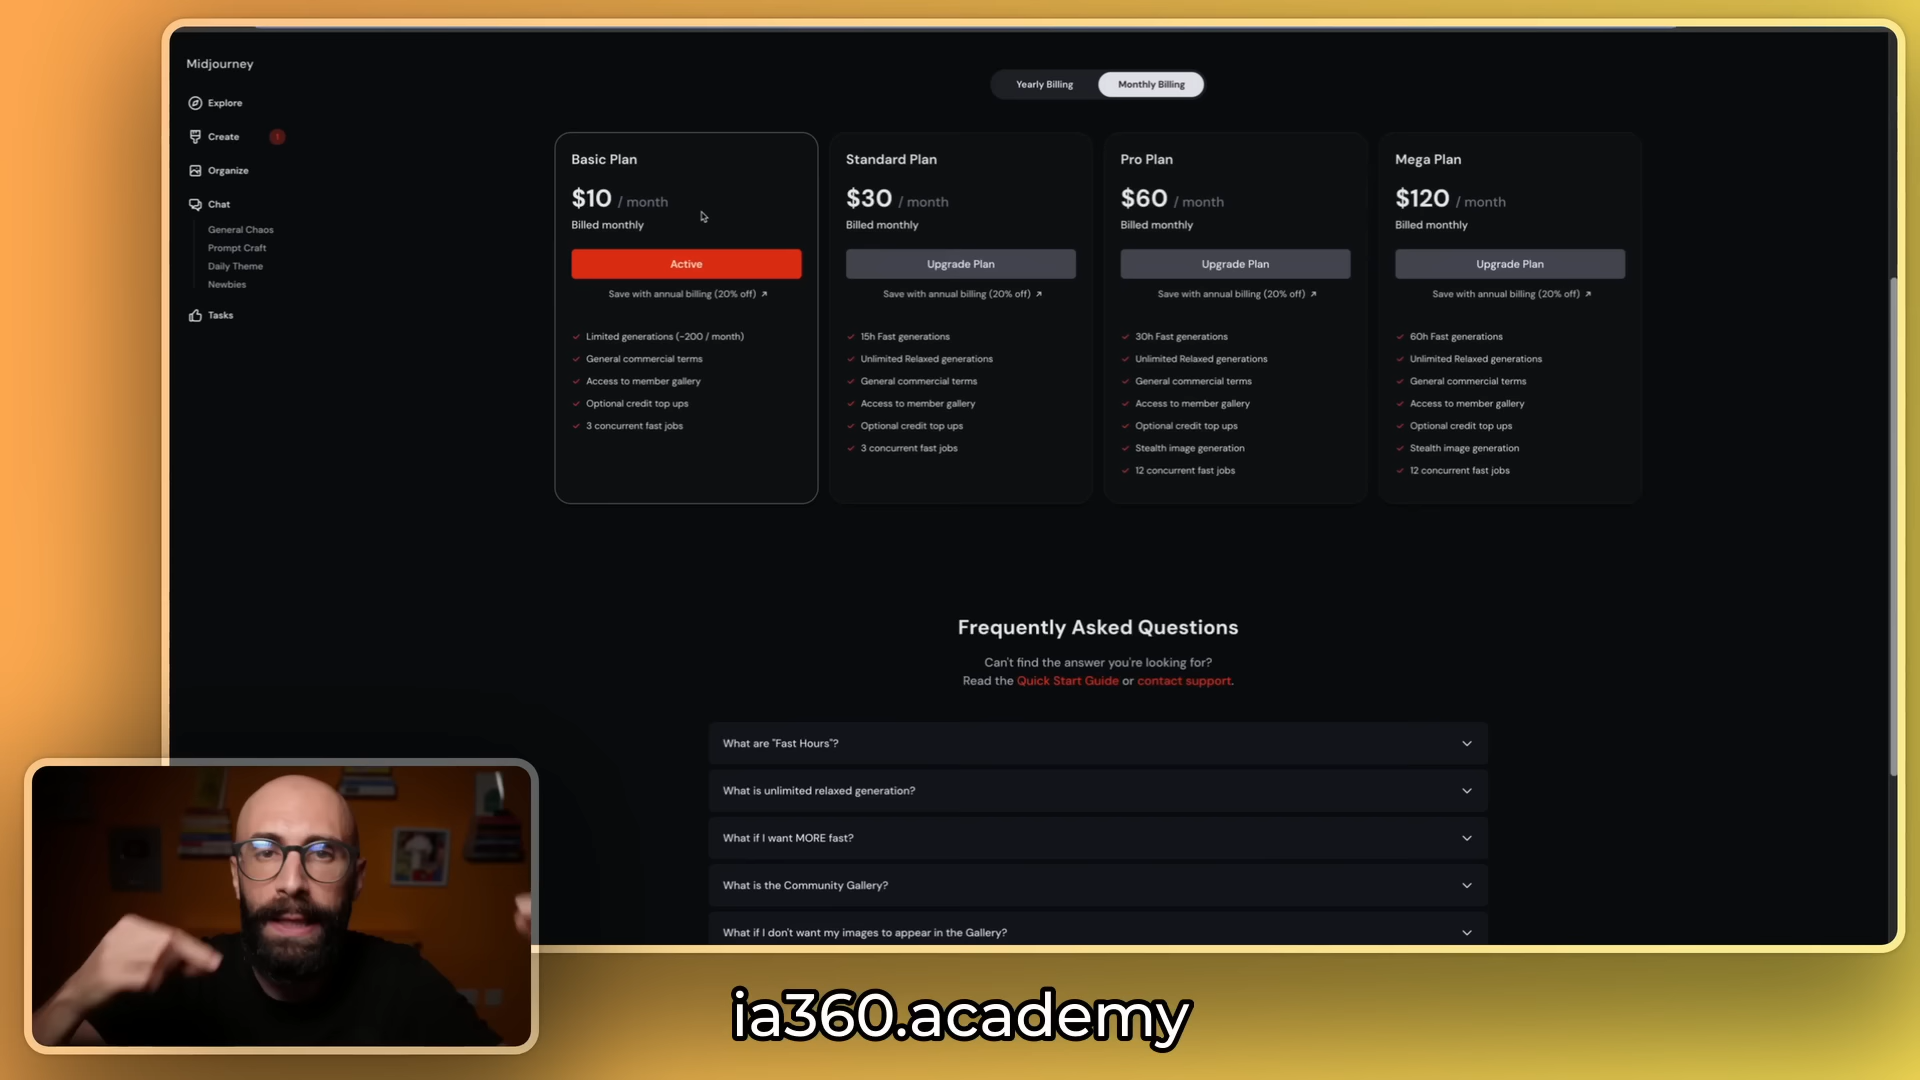 Midjourney
Explore
Create
Organize
Chat
General Chaos
Prompt Craft
Daily Theme
Newbies
Tasks
Yearly Billing
Monthly Billing
Basic Plan
$10 / month
Billed monthly
Active
Save with annual billing (20% off)
Limited generations (~200 / month)
General commercial terms
Access to member gallery
Optional credit top ups
3 concurrent fast jobs
Standard Plan
$30 / month
Billed monthly
Upgrade Plan
Save with annual billing (20% off)
15h Fast generations
Unlimited Relaxed generations
General commercial terms
Access to member gallery
Optional credit top ups
3 concurrent fast jobs
Pro Plan
$60 / month
Billed monthly
Upgrade Plan
Save with annual billing (20% off)
30h Fast generations
Unlimited Relaxed generations
General commercial terms
Access to member gallery
Optional credit top ups
Stealth image generation
12 concurrent fast jobs
Mega Plan
$120 / month
Billed monthly
Upgrade Plan
Save with annual billing (20% off)
60h Fast generations
Unlimited Relaxed generations
General commercial terms
Access to member gallery
Optional credit top ups
Stealth image generation
12 concurrent fast jobs
Frequently Asked Questions
Can't find the answer you're looking for?
Read the Quick Start Guide or contact support.
What are "Fast Hours"?
What is unlimited relaxed generation?
What if I want MORE fast?
What is the Community Gallery?
What if I don't want my images to appear in the Gallery?
ia360.academy